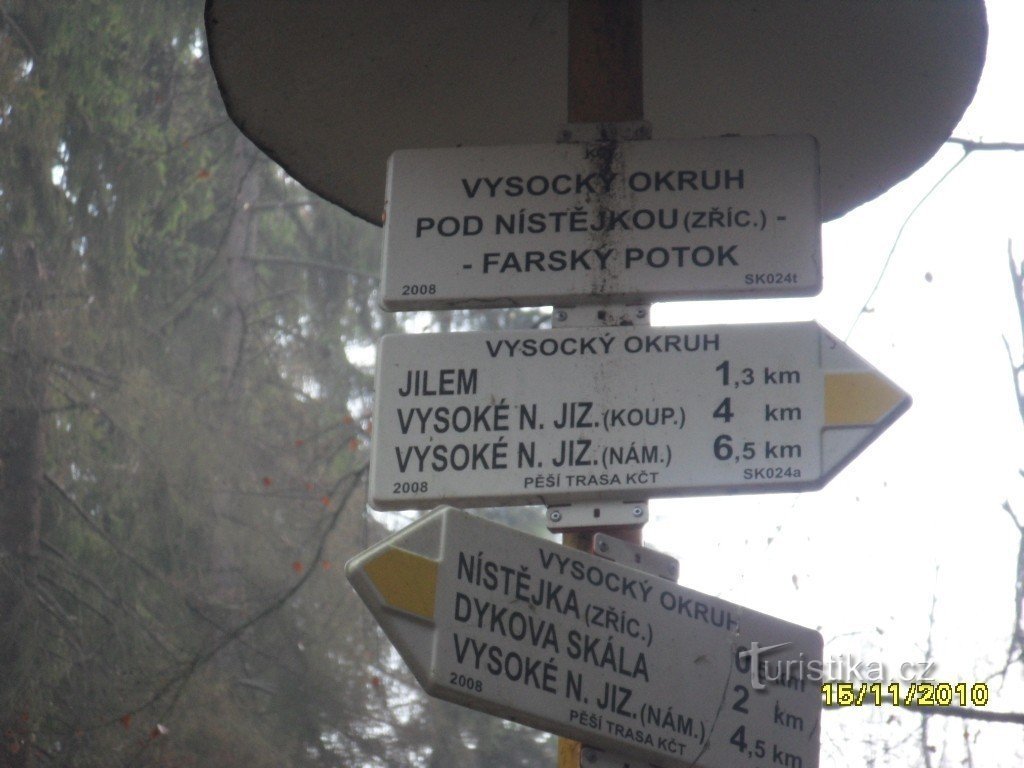 VYSOCKÝ OKRUH
POD NÍSTĚJKOU (ZŘÍC.) -
- FARSKÝ POTOK
2008 SK024t
VYSOCKÝ OKRUH
JILEM 1,3 km
VYSOKÉ N. JIZ. (KOUP.) 4 km
VYSOKÉ N. JIZ. (NÁM.) 6,5 km
2008 PĚŠÍ TRASA KČT SK024a
VYSOCKÝ OKRUH
NÍSTĚJKA (ZŘÍC.) km
DYKOVA SKÁLA 2 km
VYSOKÉ N. JIZ. (NÁM.) 4,5 km
2008 PĚŠÍ TRASA KČT
turistika.cz
15/11/2010